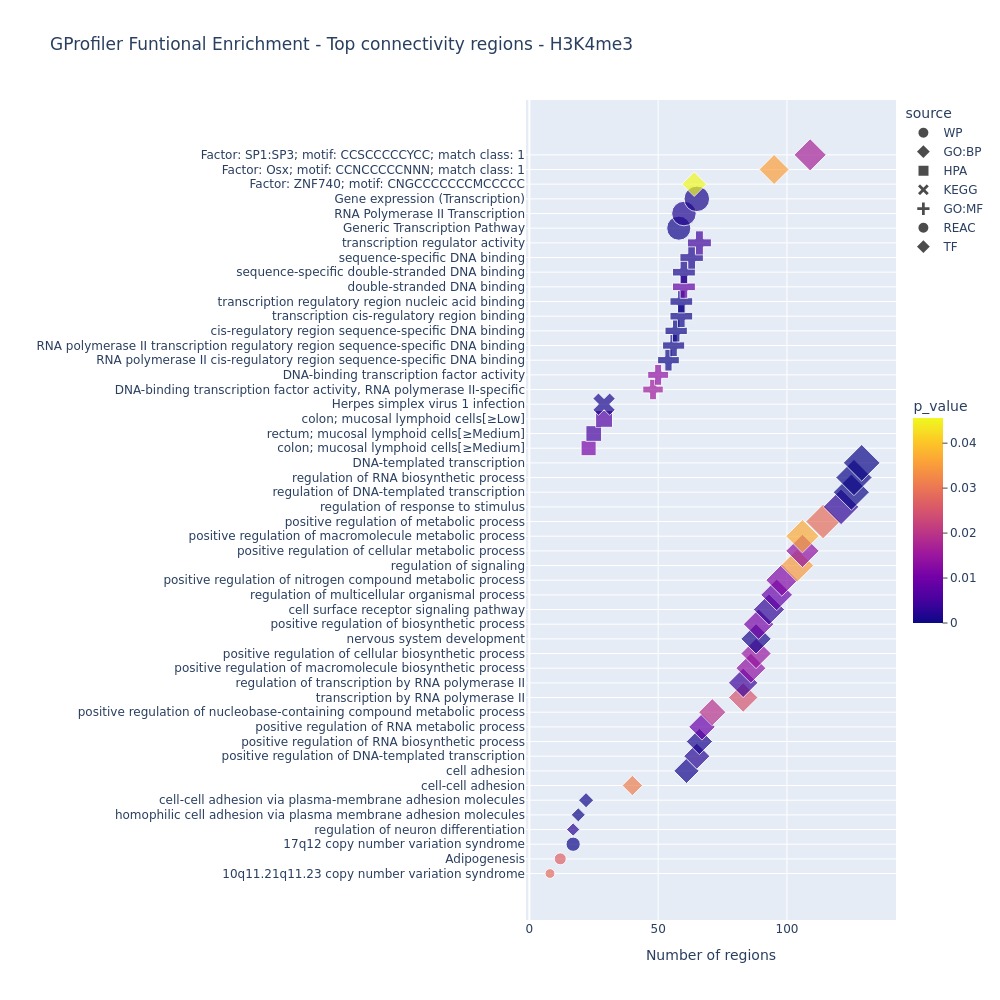 GProfiler Funtional Enrichment - Top connectivity regions - H3K4me3
Factor: SP1:SP3; motif: CCSCCCCCYCC; match class: 1
Factor: Osx; motif: CCNCCCCCNNN; match class: 1
Factor: ZNF740; motif: CNGCCCCCCCMCCCCC
Gene expression (Transcription)
RNA Polymerase II Transcription
Generic Transcription Pathway
transcription regulator activity
sequence-specific DNA binding
sequence-specific double-stranded DNA binding
double-stranded DNA binding
transcription regulatory region nucleic acid binding
transcription cis-regulatory region binding
cis-regulatory region sequence-specific DNA binding
RNA polymerase II transcription regulatory region sequence-specific DNA binding
RNA polymerase II cis-regulatory region sequence-specific DNA binding
DNA-binding transcription factor activity
DNA-binding transcription factor activity, RNA polymerase II-specific
Herpes simplex virus 1 infection
colon; mucosal lymphoid cells[≥Low]
rectum; mucosal lymphoid cells[≥Medium]
colon; mucosal lymphoid cells[≥Medium]
DNA-templated transcription
regulation of RNA biosynthetic process
regulation of DNA-templated transcription
regulation of response to stimulus
positive regulation of metabolic process
positive regulation of macromolecule metabolic process
positive regulation of cellular metabolic process
regulation of signaling
positive regulation of nitrogen compound metabolic process
regulation of multicellular organismal process
cell surface receptor signaling pathway
positive regulation of biosynthetic process
nervous system development
positive regulation of cellular biosynthetic process
positive regulation of macromolecule biosynthetic process
regulation of transcription by RNA polymerase II
transcription by RNA polymerase II
positive regulation of nucleobase-containing compound metabolic process
positive regulation of RNA metabolic process
positive regulation of RNA biosynthetic process
positive regulation of DNA-templated transcription
cell adhesion
cell-cell adhesion
cell-cell adhesion via plasma-membrane adhesion molecules
homophilic cell adhesion via plasma membrane adhesion molecules
regulation of neuron differentiation
17q12 copy number variation syndrome
Adipogenesis
10q11.21q11.23 copy number variation syndrome
0 50 100
Number of regions
source
WP
GO:BP
HPA
KEGG
GO:MF
REAC
TF
p_value
0.04
0.03
0.02
0.01
0